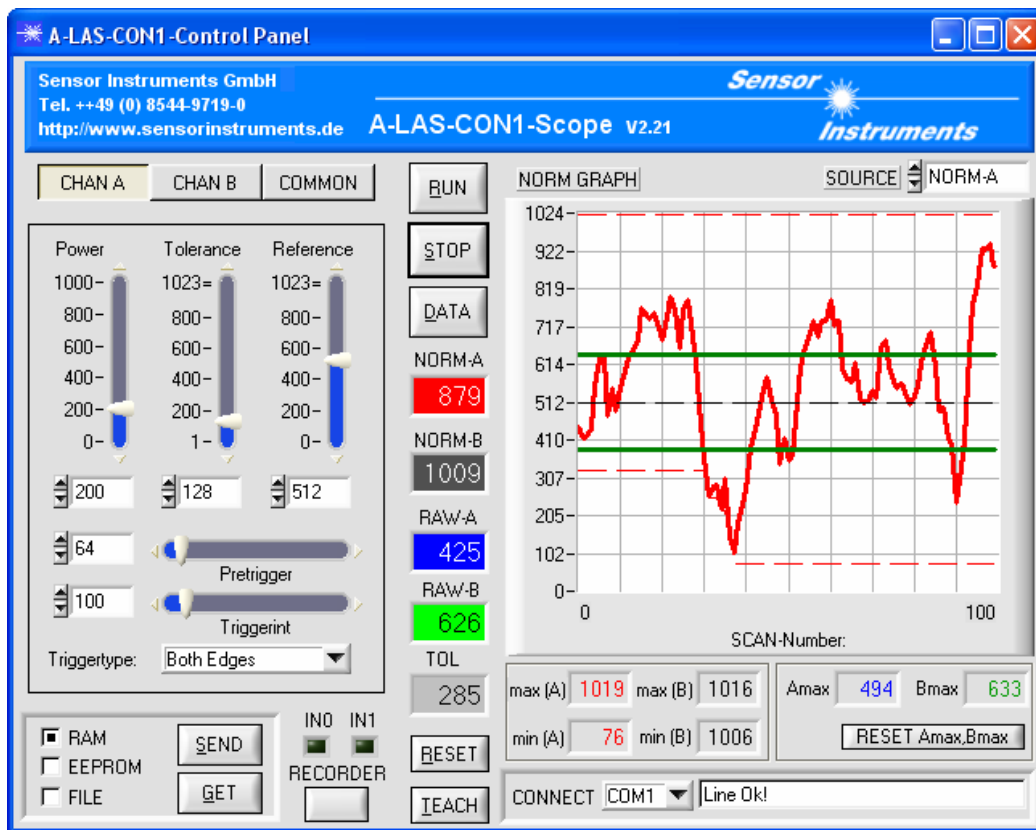 A-LAS-CON1-Control Panel
Sensor Instruments GmbH
Tel. ++49 (0) 8544-9719-0
http://www.sensorinstruments.de
A-LAS-CON1-Scope V2.21
Sensor
Instruments
CHAN A
CHAN B
COMMON
Power
Tolerance
Reference
1000
800
600
400
200
0
1023=
800
600
400
200
1
1023=
800
600
400
200
0
200
128
512
64
Pretrigger
100
Triggerint
Triggertype: Both Edges
RAM
EEPROM
FILE
SEND
GET
IN0 IN1
RECORDER
RUN
STOP
DATA
NORM-A
879
NORM-B
1009
RAW-A
425
RAW-B
626
TOL
285
RESET
TEACH
NORM GRAPH
SOURCE NORM-A
1024
922
819
717
614
512
410
307
205
102
0
0 100
SCAN-Number:
max (A) 1019 max (B) 1016
min (A) 76 min (B) 1006
Amax 494 Bmax 633
RESET Amax,Bmax
CONNECT COM1 Line Ok!